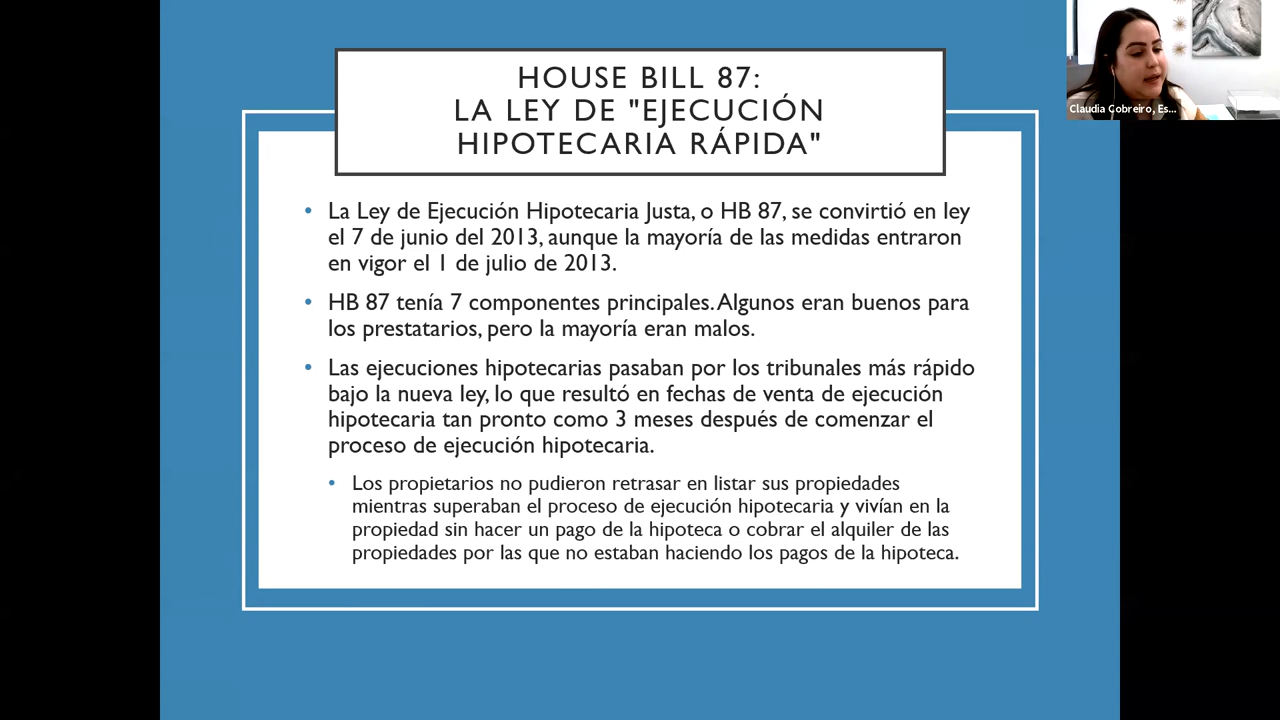 HOUSE BILL 87:
LA LEY DE "EJECUCIÓN
HIPOTECARIA RÁPIDA"
Claudia Cobreiro, Es...
• La Ley de Ejecución Hipotecaria Justa, o HB 87, se convirtió en ley
el 7 de junio del 2013, aunque la mayoría de las medidas entraron
en vigor el 1 de julio de 2013.
• HB 87 tenía 7 componentes principales. Algunos eran buenos para
los prestatarios, pero la mayoría eran malos.
• Las ejecuciones hipotecarias pasaban por los tribunales más rápido
bajo la nueva ley, lo que resultó en fechas de venta de ejecución
hipotecaria tan pronto como 3 meses después de comenzar el
proceso de ejecución hipotecaria.
• Los propietarios no pudieron retrasar en listar sus propiedades
mientras superaban el proceso de ejecución hipotecaria y vivían en la
propiedad sin hacer un pago de la hipoteca o cobrar el alquiler de las
propiedades por las que no estaban haciendo los pagos de la hipoteca.